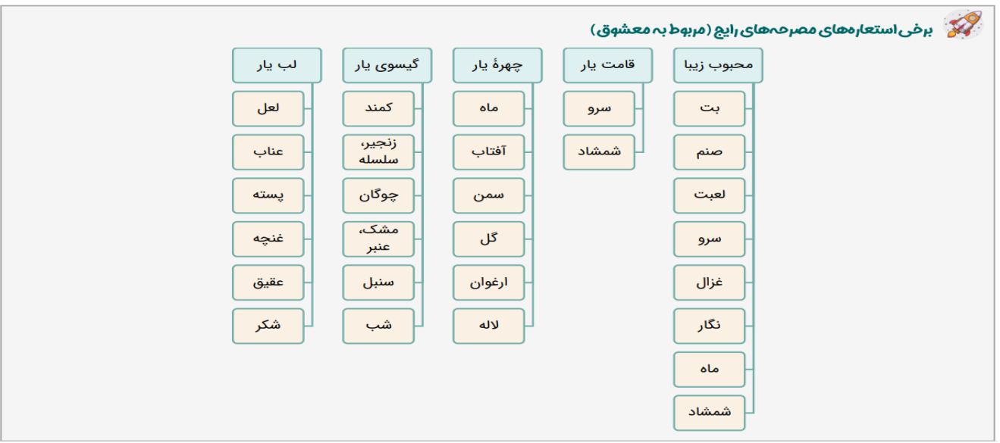 برخی استعاره‌های مصرحه‌های رایج (مربوط به معشوق)
محبوب زیبا
بت
صنم
لعبت
سرو
غزال
نگار
ماه
شمشاد
قامت یار
سرو
شمشاد
چهرهٔ یار
ماه
آفتاب
سمن
گل
ارغوان
لاله
گیسوی یار
کمند
زنجیر،
سلسله
چوگان
مشک،
عنبر
سنبل
شب
لب یار
لعل
عناب
پسته
غنچه
عقیق
شکر